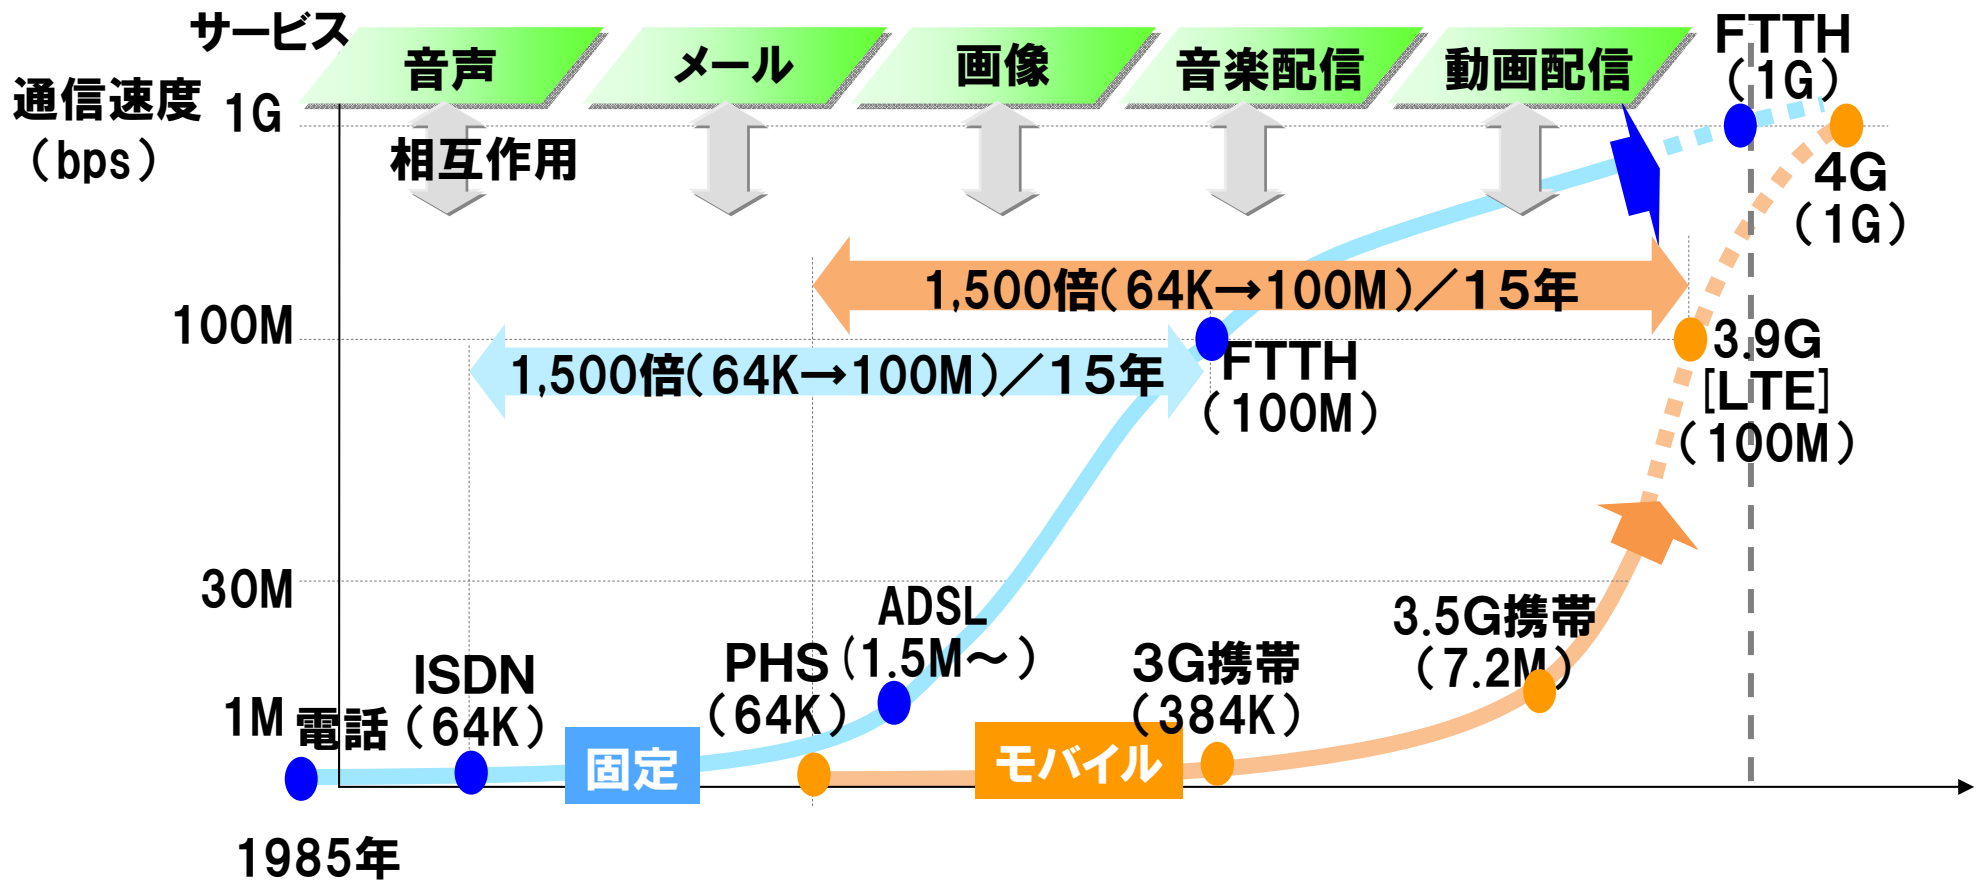 サービス
音声
メール
画像
音楽配信
動画配信
FTTH
（1G）
通信速度
（bps）
1G
相互作用
4G
（1G）
1,500倍（64K→100M）／15年
100M
1,500倍（64K→100M）／15年
FTTH
（100M）
3.9G
[LTE]
（100M）
30M
ADSL
（1.5M～）
3.5G携帯
（7.2M）
ISDN
（64K）
PHS
（64K）
3G携帯
（384K）
1M
電話
固定
モバイル
1985年